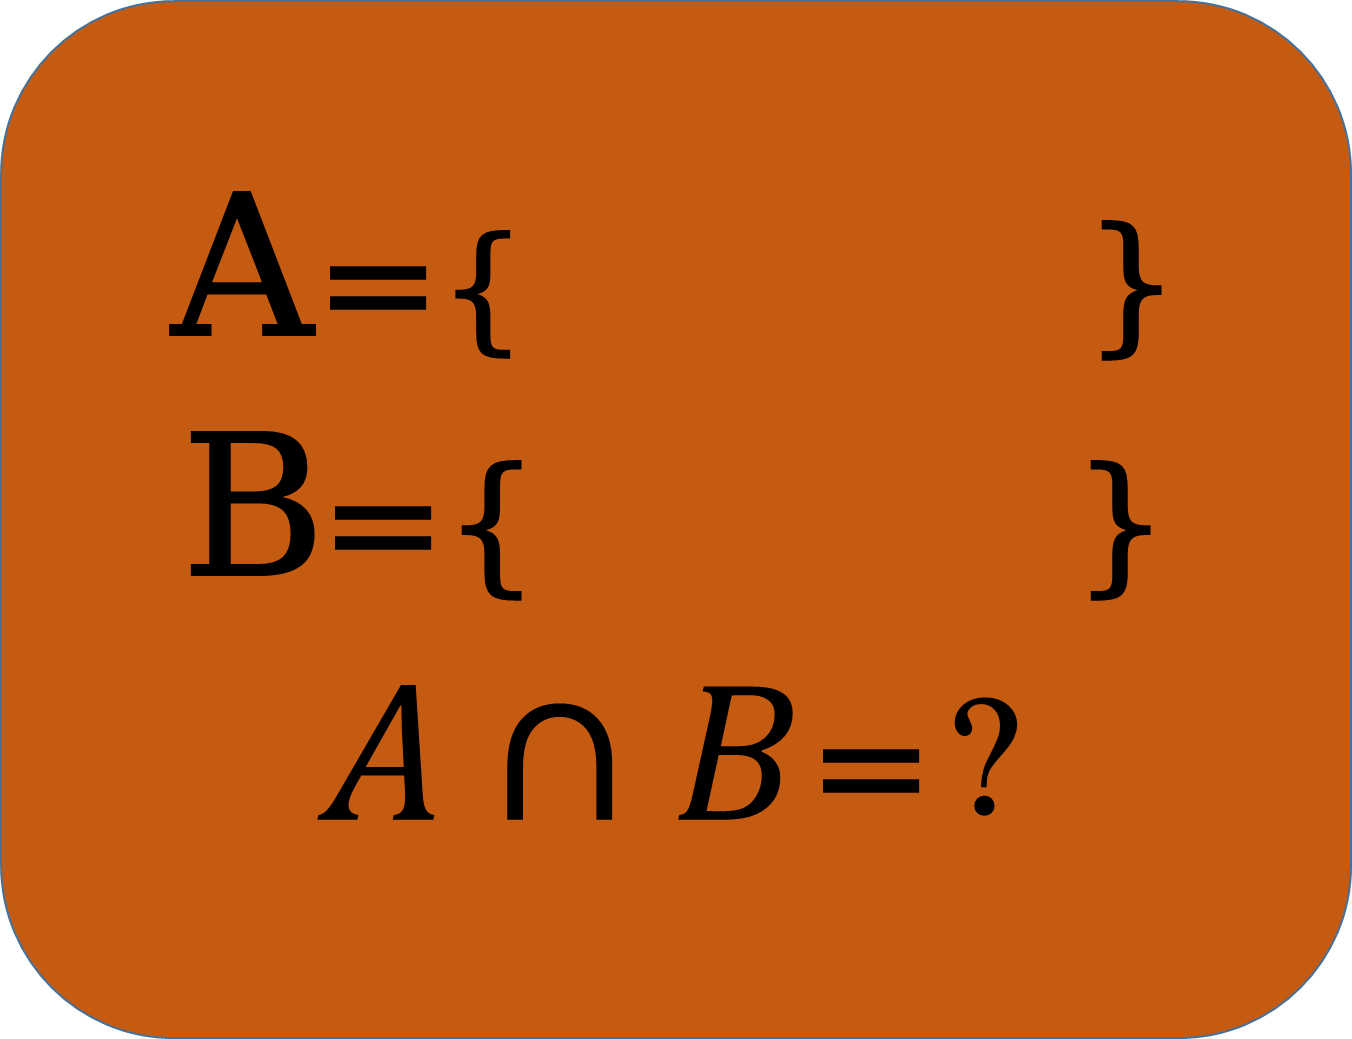 A={ }
B={ }
A ∩ B=?